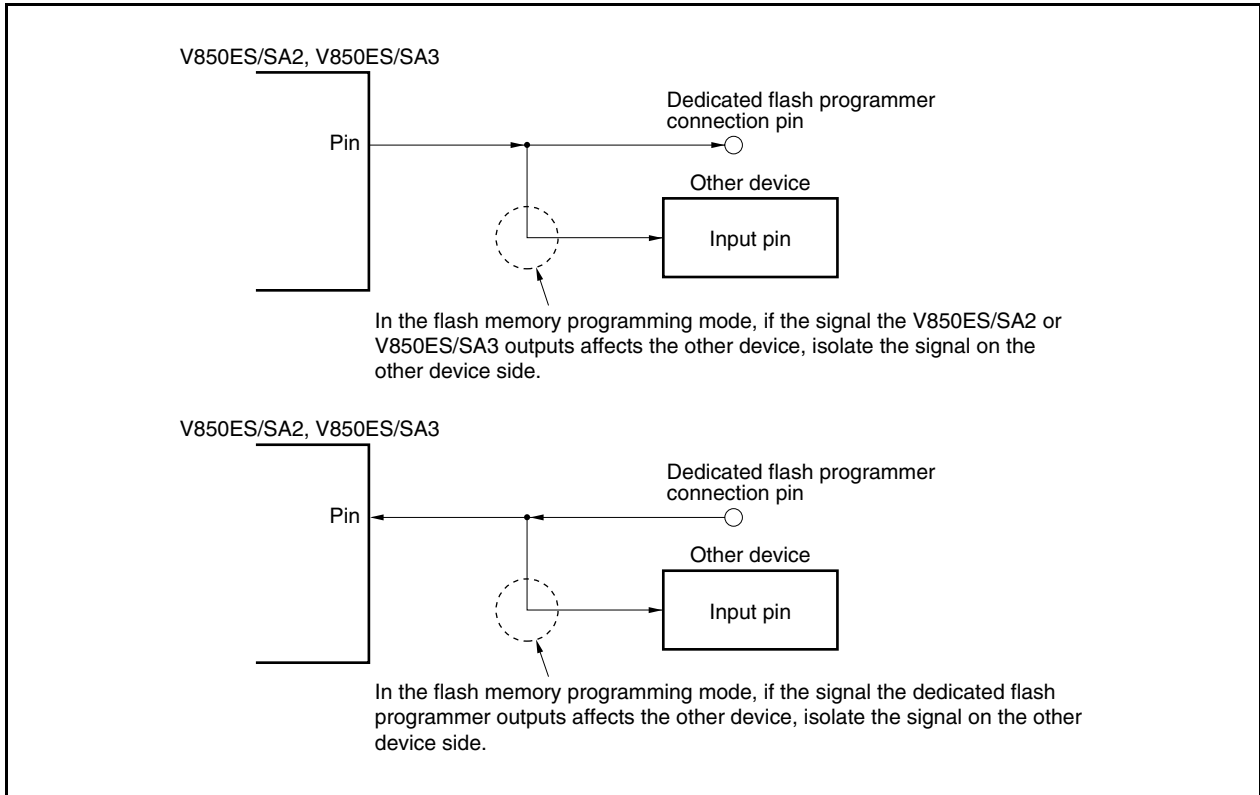 V850ES/SA2, V850ES/SA3
Dedicated flash programmer
connection pin
Pin
Other device
Input pin
In the flash memory programming mode, if the signal the V850ES/SA2 or
V850ES/SA3 outputs affects the other device, isolate the signal on the
other device side.
V850ES/SA2, V850ES/SA3
Dedicated flash programmer
connection pin
Pin
Other device
Input pin
In the flash memory programming mode, if the signal the dedicated flash
programmer outputs affects the other device, isolate the signal on the other
device side.